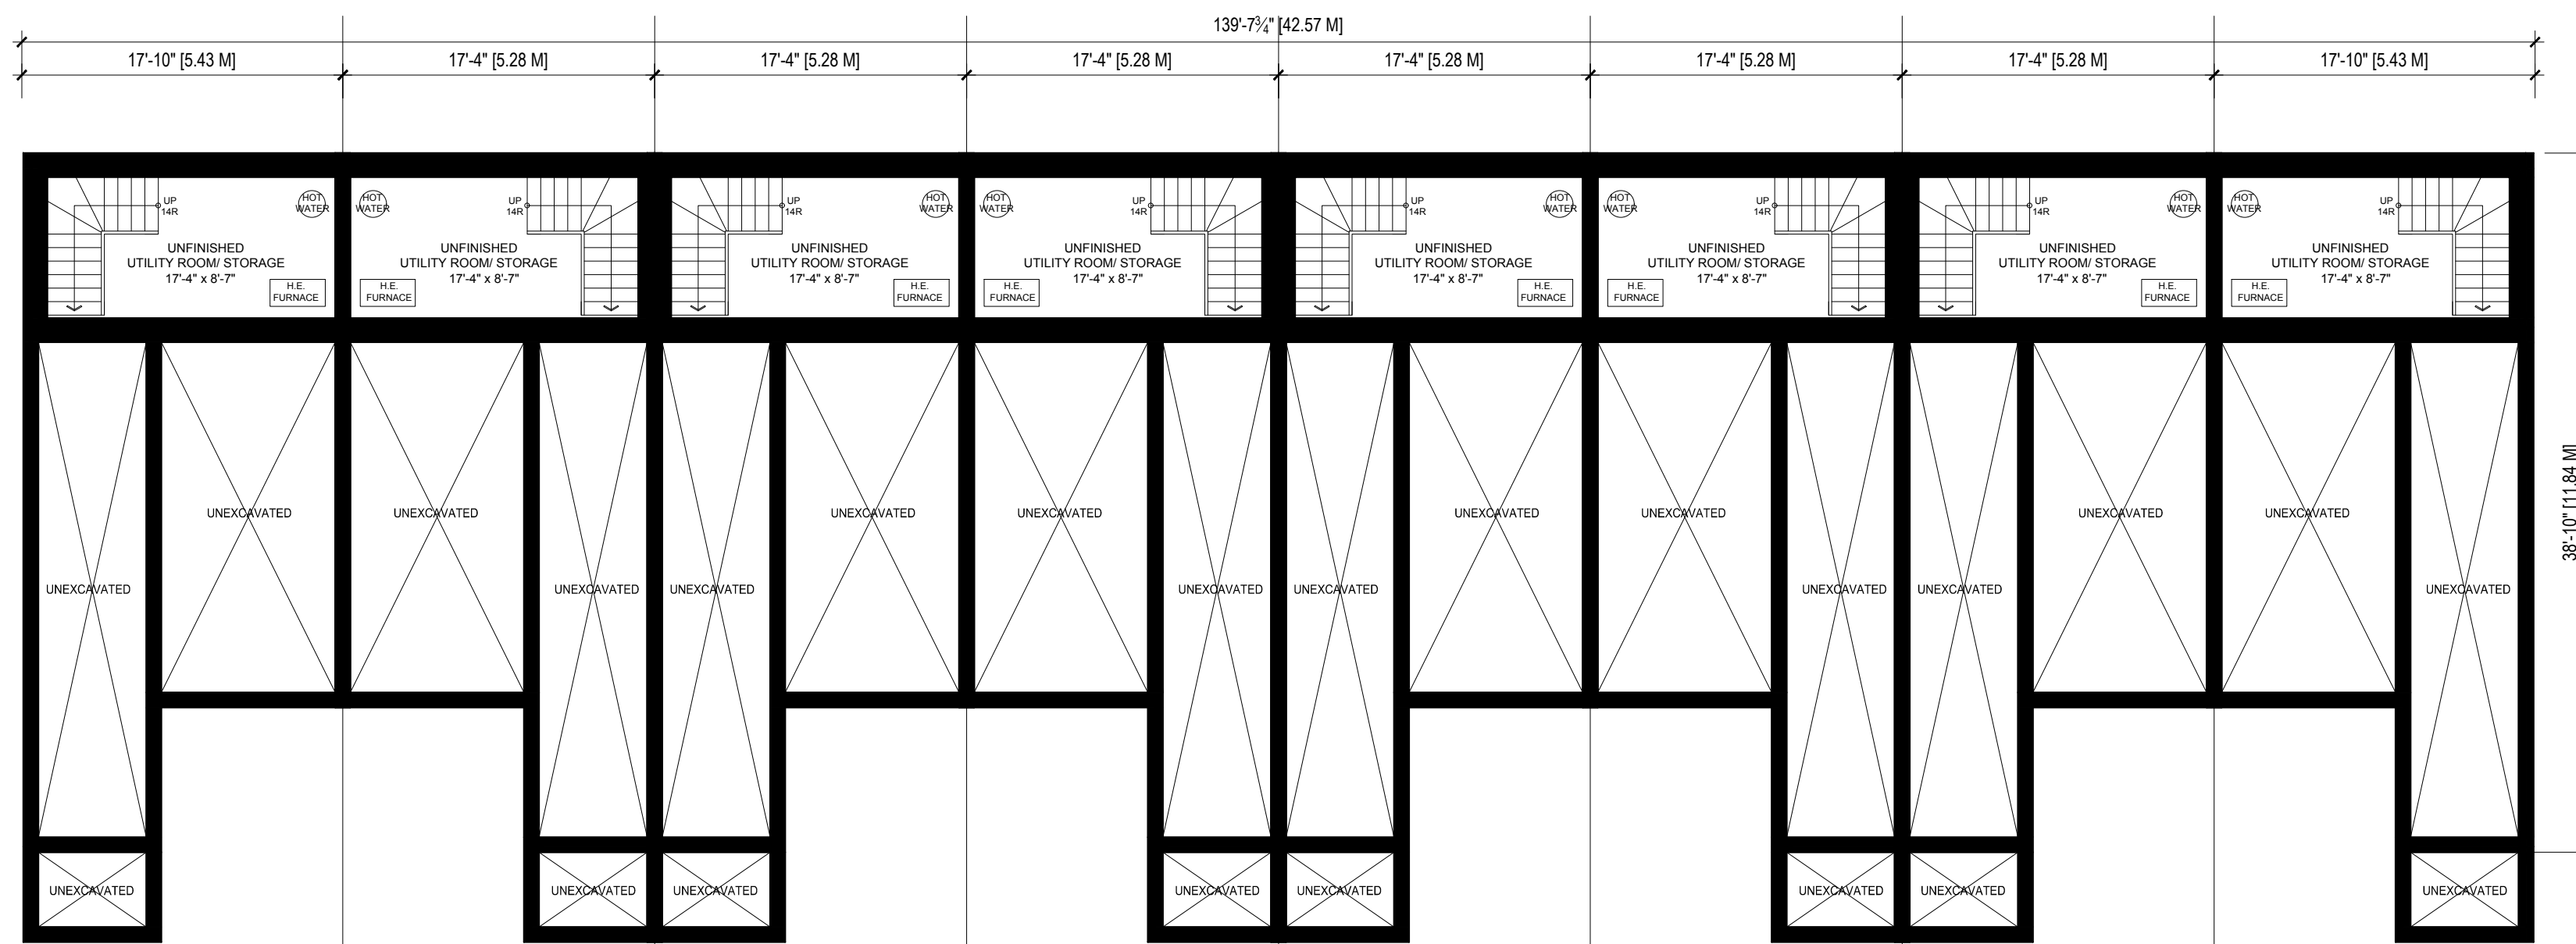 139'-7¾" [42.57 M]
17'-10" [5.43 M] 17'-4" [5.28 M] 17'-4" [5.28 M] 17'-4" [5.28 M] 17'-4" [5.28 M] 17'-4" [5.28 M] 17'-4" [5.28 M] 17'-10" [5.43 M]
UP
14R
HOT
WATER
UNFINISHED
UTILITY ROOM/ STORAGE
17'-4" x 8'-7"
H.E.
FURNACE
HOT
WATER
UP
14R
UNFINISHED
UTILITY ROOM/ STORAGE
17'-4" x 8'-7"
H.E.
FURNACE
UP
14R
HOT
WATER
UNFINISHED
UTILITY ROOM/ STORAGE
17'-4" x 8'-7"
H.E.
FURNACE
HOT
WATER
UP
14R
UNFINISHED
UTILITY ROOM/ STORAGE
17'-4" x 8'-7"
H.E.
FURNACE
UP
14R
HOT
WATER
UNFINISHED
UTILITY ROOM/ STORAGE
17'-4" x 8'-7"
H.E.
FURNACE
HOT
WATER
UP
14R
UNFINISHED
UTILITY ROOM/ STORAGE
17'-4" x 8'-7"
H.E.
FURNACE
UP
14R
HOT
WATER
UNFINISHED
UTILITY ROOM/ STORAGE
17'-4" x 8'-7"
H.E.
FURNACE
HOT
WATER
UP
14R
UNFINISHED
UTILITY ROOM/ STORAGE
17'-4" x 8'-7"
H.E.
FURNACE
38'-10" [11.84 M]
UNEXCAVATED UNEXCAVATED UNEXCAVATED UNEXCAVATED UNEXCAVATED UNEXCAVATED UNEXCAVATED UNEXCAVATED
UNEXCAVATED UNEXCAVATED UNEXCAVATED UNEXCAVATED UNEXCAVATED UNEXCAVATED UNEXCAVATED UNEXCAVATED
UNEXCAVATED UNEXCAVATED UNEXCAVATED UNEXCAVATED UNEXCAVATED UNEXCAVATED UNEXCAVATED UNEXCAVATED